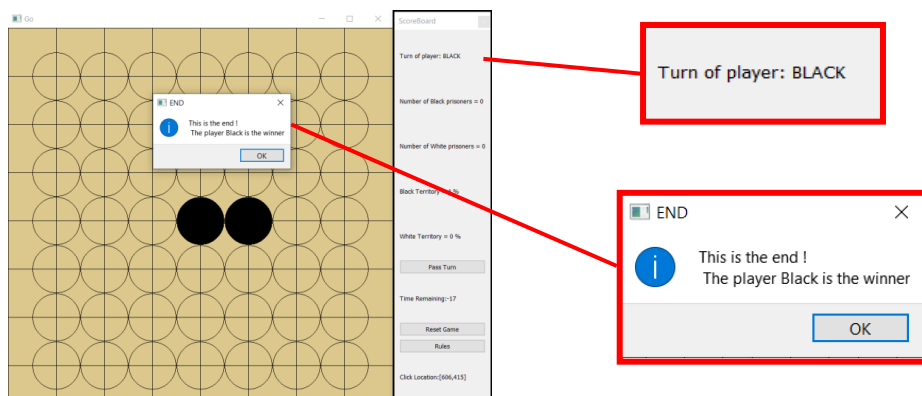 Go
ScoreBoard
Turn of player: BLACK
Number of Black prisoners = 0
Number of White prisoners = 0
Black Territory = %
White Territory = 0 %
Pass Turn
Time Remaining:-17
Reset Game
Rules
Click Location:[606,415]
END
This is the end !
The player Black is the winner
OK
Turn of player: BLACK
END
This is the end !
The player Black is the winner
OK